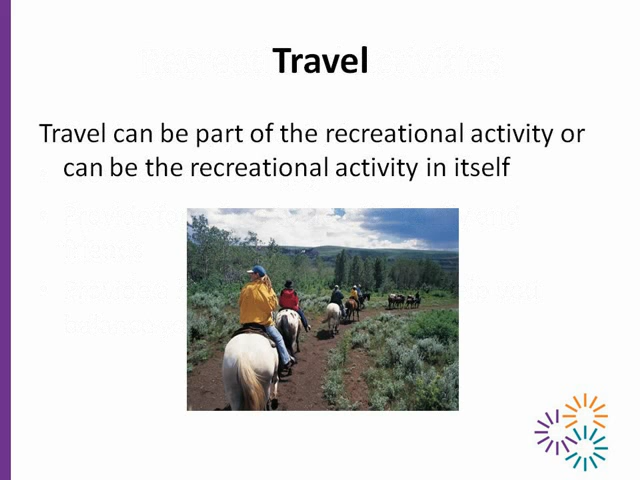 Travel
Travel can be part of the recreational activity or
can be the recreational activity in itself